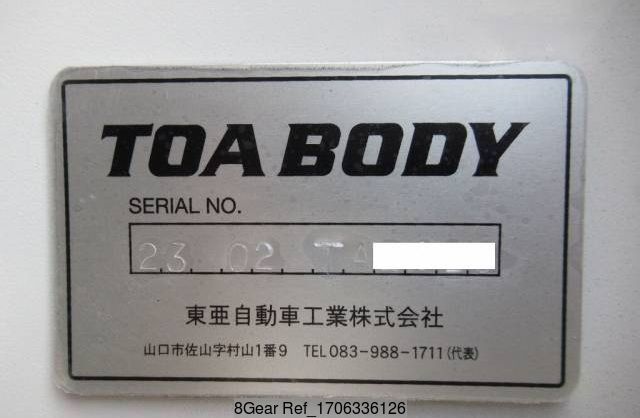 TOA BODY
SERIAL NO.
23 02 TA
東亜自動車工業株式会社
山口市佐山字村山1番9 TEL083-988-1711(代表)
8Gear Ref_1706336126